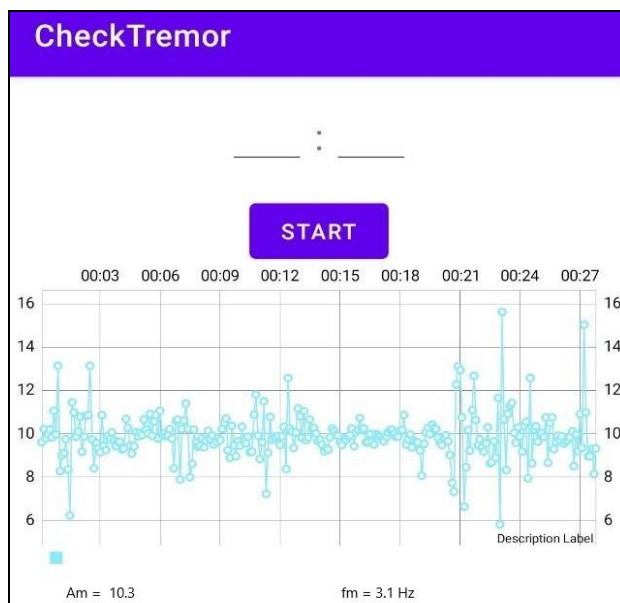 CheckTremor
:
START
00:03 00:06 00:09 00:12 00:15 00:18 00:21 00:24 00:27
16 16
14 14
12 12
10 10
8 8
6 6
Description Label
Am = 10.3 fm = 3.1 Hz